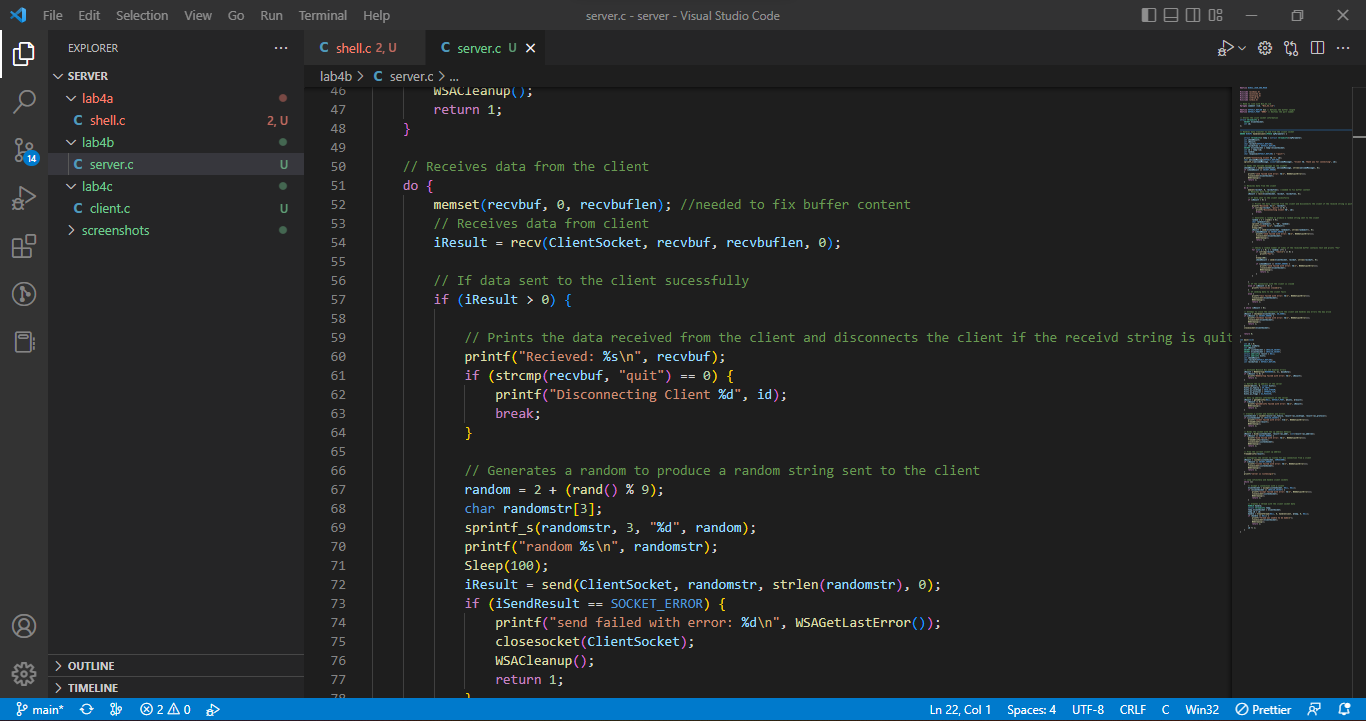 File Edit Selection View Go Run Terminal Help server.c - server - Visual Studio Code
EXPLORER
SERVER
lab4a
shell.c 2, U
lab4b
server.c U
lab4c
client.c U
screenshots
14
OUTLINE
TIMELINE
shell.c 2, U server.c U
lab4b > C server.c > ...
46 WSACleanup();
47 return 1;
48 }
49
50 // Receives data from the client
51 do {
52 memset(recvbuf, 0, recvbuflen); //needed to fix buffer content
53 // Receives data from client
54 iResult = recv(ClientSocket, recvbuf, recvbuflen, 0);
55
56 // If data sent to the client sucessfully
57 if (iResult > 0) {
58
59 // Prints the data received from the client and disconnects the client if the receivd string is quit
60 printf("Recieved: %s\n", recvbuf);
61 if (strcmp(recvbuf, "quit") == 0) {
62 printf("Disconnecting Client %d", id);
63 break;
64 }
65
66 // Generates a random to produce a random string sent to the client
67 random = 2 + (rand() % 9);
68 char randomstr[3];
69 sprintf_s(randomstr, 3, "%d", random);
70 printf("random %s\n", randomstr);
71 Sleep(100);
72 iResult = send(ClientSocket, randomstr, strlen(randomstr), 0);
73 if (iSendResult == SOCKET_ERROR) {
74 printf("send failed with error: %d\n", WSAGetLastError());
75 closesocket(ClientSocket);
76 WSACleanup();
77 return 1;
78 }
main* 2 0 Ln 22, Col 1 Spaces: 4 UTF-8 CRLF C Win32 Prettier